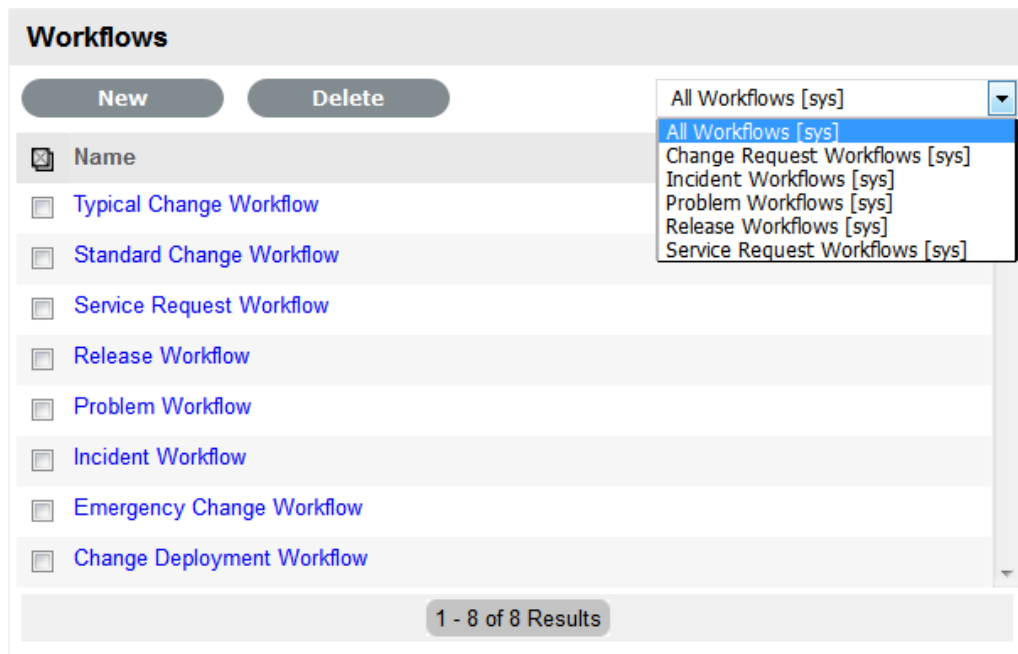 Workflows
New
Delete
All Workflows [sys]
All Workflows [sys]
Change Request Workflows [sys]
Incident Workflows [sys]
Problem Workflows [sys]
Release Workflows [sys]
Service Request Workflows [sys]
Name
Typical Change Workflow
Standard Change Workflow
Service Request Workflow
Release Workflow
Problem Workflow
Incident Workflow
Emergency Change Workflow
Change Deployment Workflow
1 - 8 of 8 Results